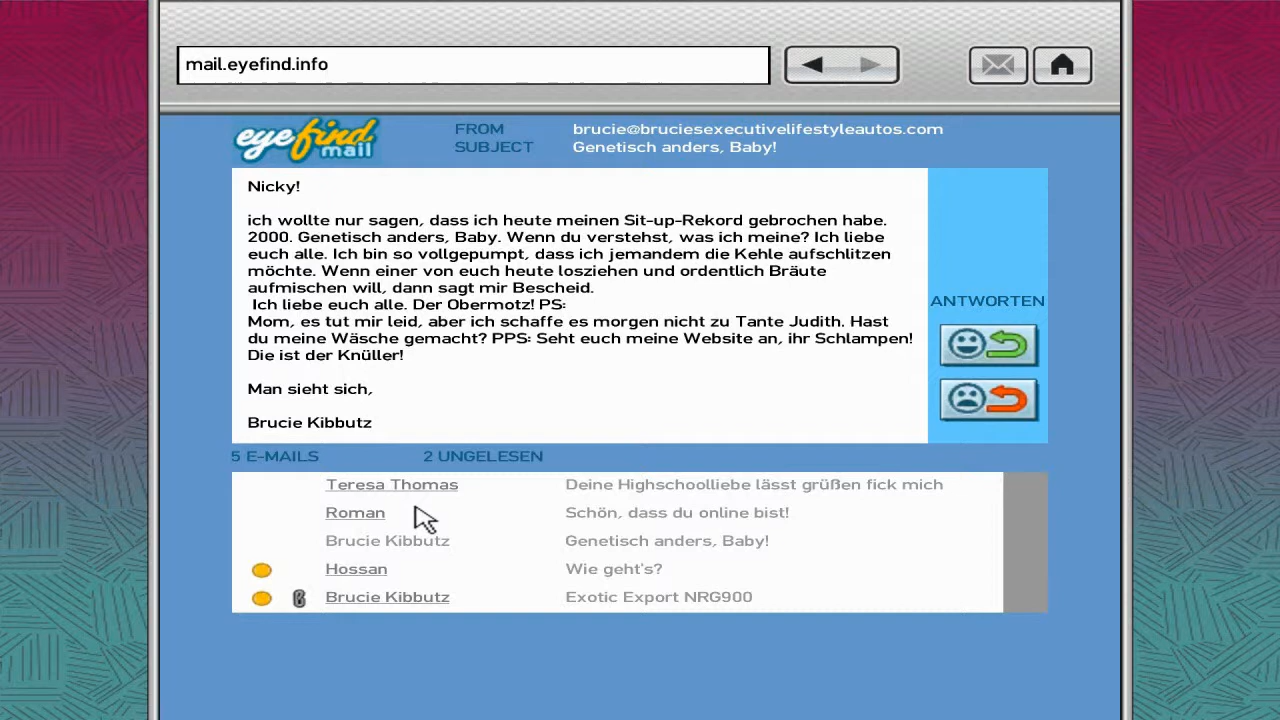 mail.eyefind.info
eyefind mail
FROM brucie@bruciesexecutivelifestyleautos.com
SUBJECT Genetisch anders, Baby!
Nicky!
ich wollte nur sagen, dass ich heute meinen Sit-up-Rekord gebrochen habe.
2000. Genetisch anders, Baby. Wenn du verstehst, was ich meine? Ich liebe
euch alle. Ich bin so vollgepumpt, dass ich jemandem die Kehle aufschlitzen
möchte. Wenn einer von euch heute losziehen und ordentlich Bräute
aufmischen will, dann sagt mir Bescheid.
Ich liebe euch alle. Der Obermotz! PS:
Mom, es tut mir leid, aber ich schaffe es morgen nicht zu Tante Judith. Hast
du meine Wäsche gemacht? PPS: Seht euch meine Website an, ihr Schlampen!
Die ist der Knüller!
Man sieht sich,
Brucie Kibbutz
ANTWORTEN
5 E-MAILS 2 UNGELESEN
Teresa Thomas Deine Highschoolliebe lässt grüßen fick mich
Roman Schön, dass du online bist!
Brucie Kibbutz Genetisch anders, Baby!
Hossan Wie geht's?
Brucie Kibbutz Exotic Export NRG900